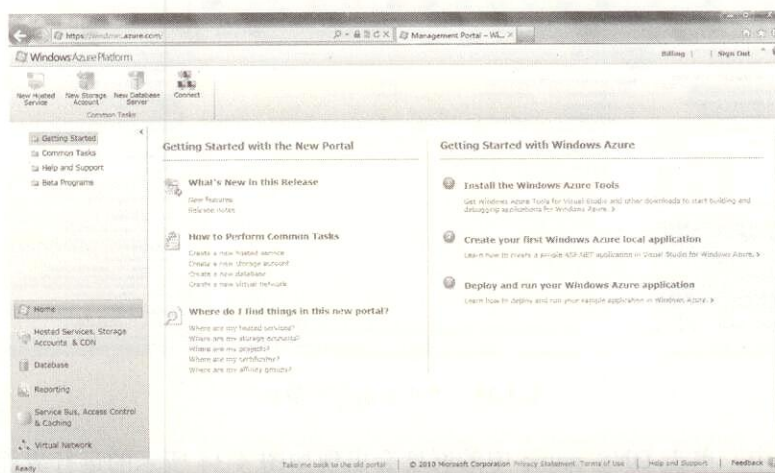 https://windows.azure.com/
Management Portal - Wi...
Windows Azure Platform
Billing
Sign Out
New Hosted Service
New Storage Account
New Database Server
Connect
Common Tasks
Getting Started
Common Tasks
Help and Support
Beta Programs
Home
Hosted Services, Storage
Accounts & CDN
Database
Reporting
Service Bus, Access Control
& Caching
Virtual Network
Getting Started with the New Portal
What's New in this Release
New features
Release notes
How to Perform Common Tasks
Create a new hosted service
Create a new storage account
Create a new database
Create a new virtual network
Where do I find things in this new portal?
Where are my hosted services?
Where are my storage accounts?
Where are my projects?
Where are my certificates?
Where are my affinity groups?
Getting Started with Windows Azure
Install the Windows Azure Tools
Get Windows Azure Tools for Visual Studio and other downloads to start building and
debugging applications for Windows Azure.
Create your first Windows Azure local application
Learn how to create a simple ASP.NET application in Visual Studio for Windows Azure.
Deploy and run your Windows Azure application
Learn how to deploy and run your sample application in Windows Azure.
Ready
Take me back to the old portal
© 2010 Microsoft Corporation Privacy Statement Terms of Use
Help and Support
Feedback